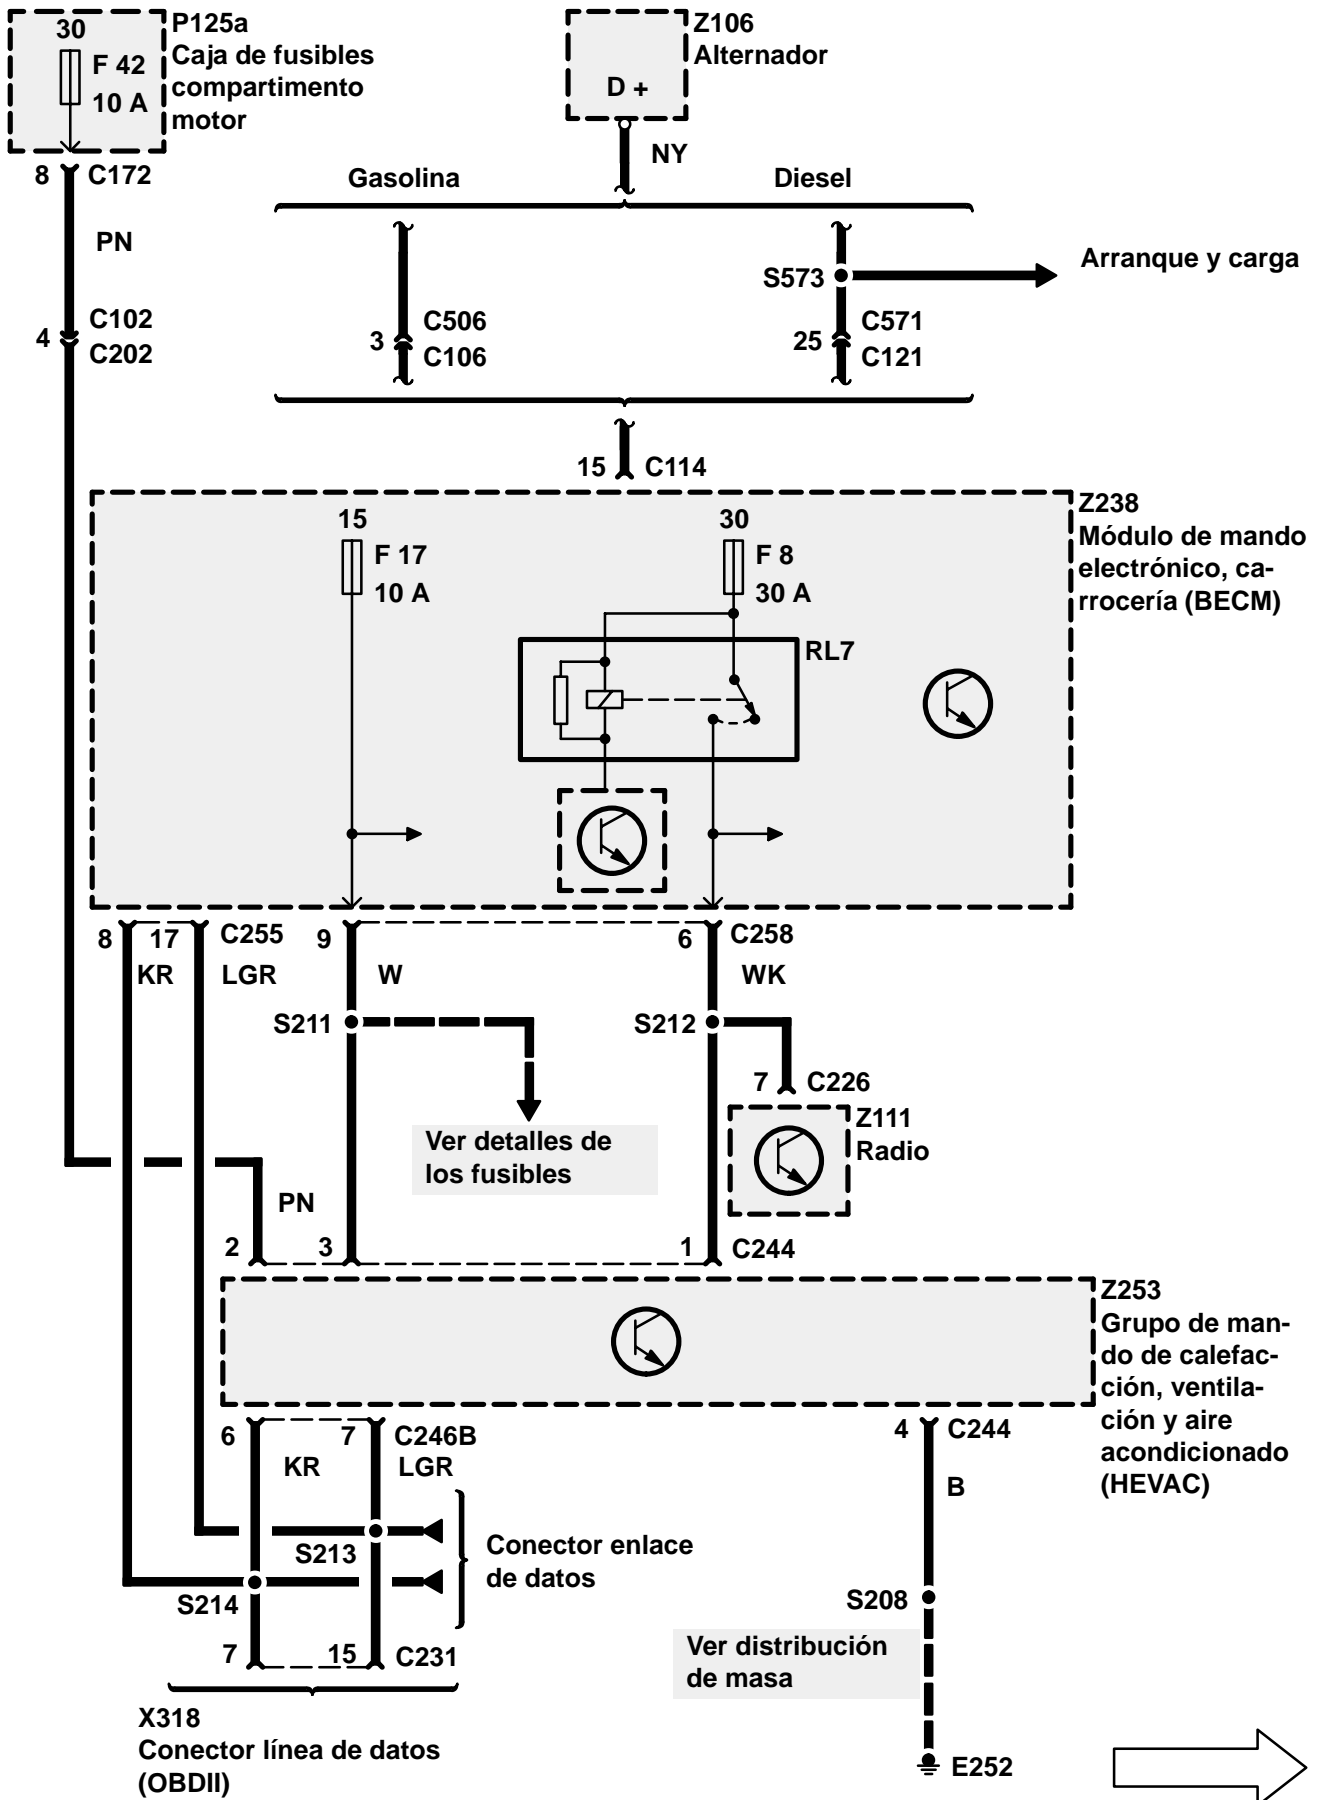 30
F 42
10 A
P125a
Caja de fusibles
compartimento
motor
Z106
Alternador
D +
8 C172
NY
Gasolina
Diesel
PN
S573
Arranque y carga
4 C102
C202
3 C506
C106
25 C571
C121
15 C114
Z238
Módulo de mando
electrónico, ca-
rrocería (BECM)
15
F 17
10 A
30
F 8
30 A
RL7
8 17 C255
9
6 C258
KR LGR
W
WK
S211
S212
7 C226
Z111
Radio
Ver detalles de
los fusibles
PN
2
3
1 C244
Z253
Grupo de man-
do de calefac-
ción, ventila-
ción y aire
acondicionado
(HEVAC)
6
7 C246B
KR LGR
4 C244
B
S213
S214
Conector enlace
de datos
S208
7
15 C231
Ver distribución
de masa
X318
Conector línea de datos
(OBDII)
E252